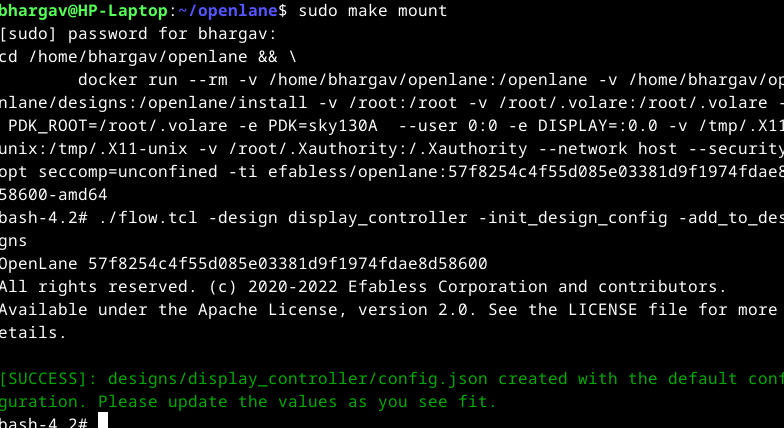 bhargav@HP-Laptop:~/openlane$ sudo make mount
[sudo] password for bhargav:
cd /home/bhargav/openlane && \
        docker run --rm -v /home/bhargav/openlane:/openlane -v /home/bhargav/op
nlane/designs:/openlane/install -v /root:/root -v /root/.volare:/root/.volare -
 PDK_ROOT=/root/.volare -e PDK=sky130A  --user 0:0 -e DISPLAY=:0.0 -v /tmp/.X11
unix:/tmp/.X11-unix -v /root/.Xauthority:/.Xauthority --network host --security
opt seccomp=unconfined -ti efabless/openlane:57f8254c4f55d085e03381d9f1974fdae8
58600-amd64
bash-4.2# ./flow.tcl -design display_controller -init_design_config -add_to_des
gns
OpenLane 57f8254c4f55d085e03381d9f1974fdae8d58600
All rights reserved. (c) 2020-2022 Efabless Corporation and contributors.
Available under the Apache License, version 2.0. See the LICENSE file for more
etails.

[SUCCESS]: designs/display_controller/config.json created with the default conf
guration. Please update the values as you see fit.
bash-4.2#